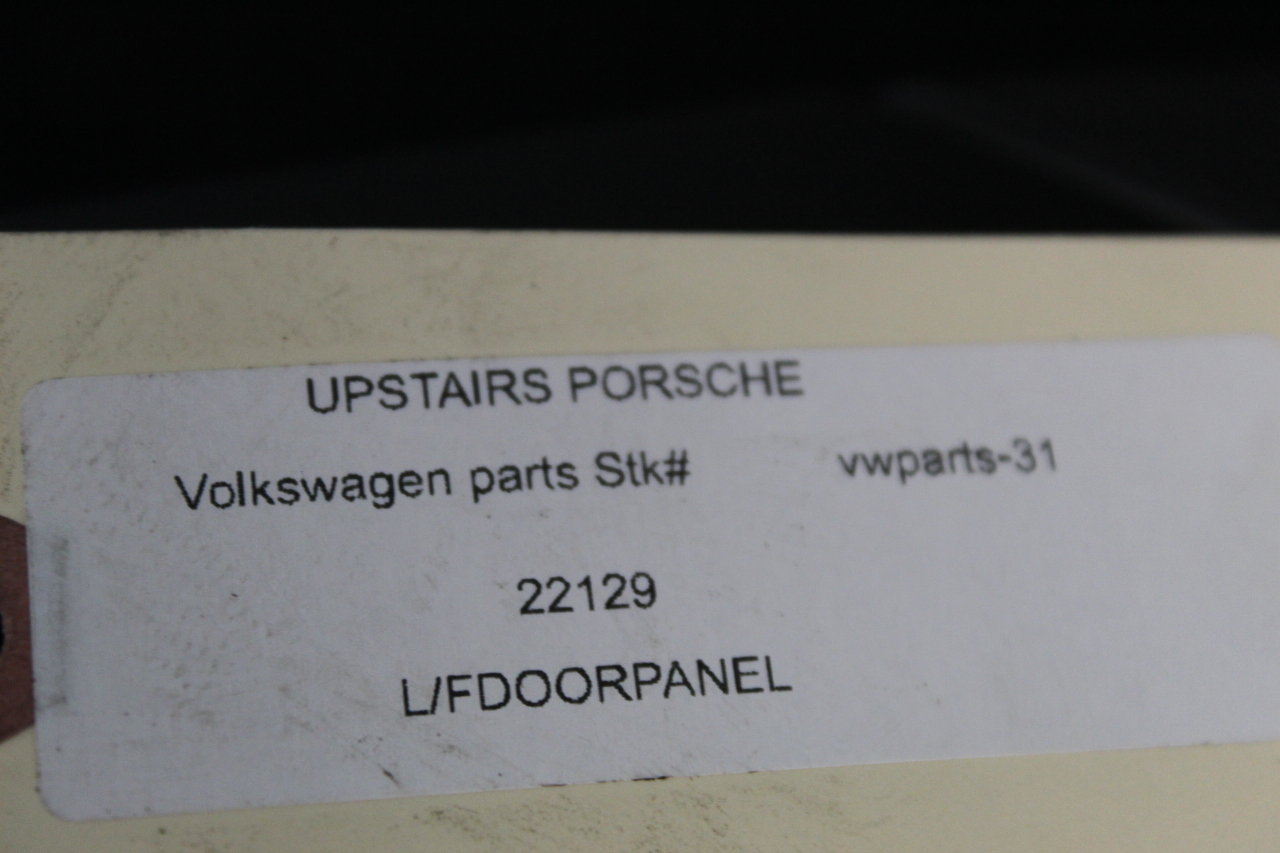 UPSTAIRS PORSCHE
Volkswagen parts Stk# vwparts-31
22129
L/FDOORPANEL